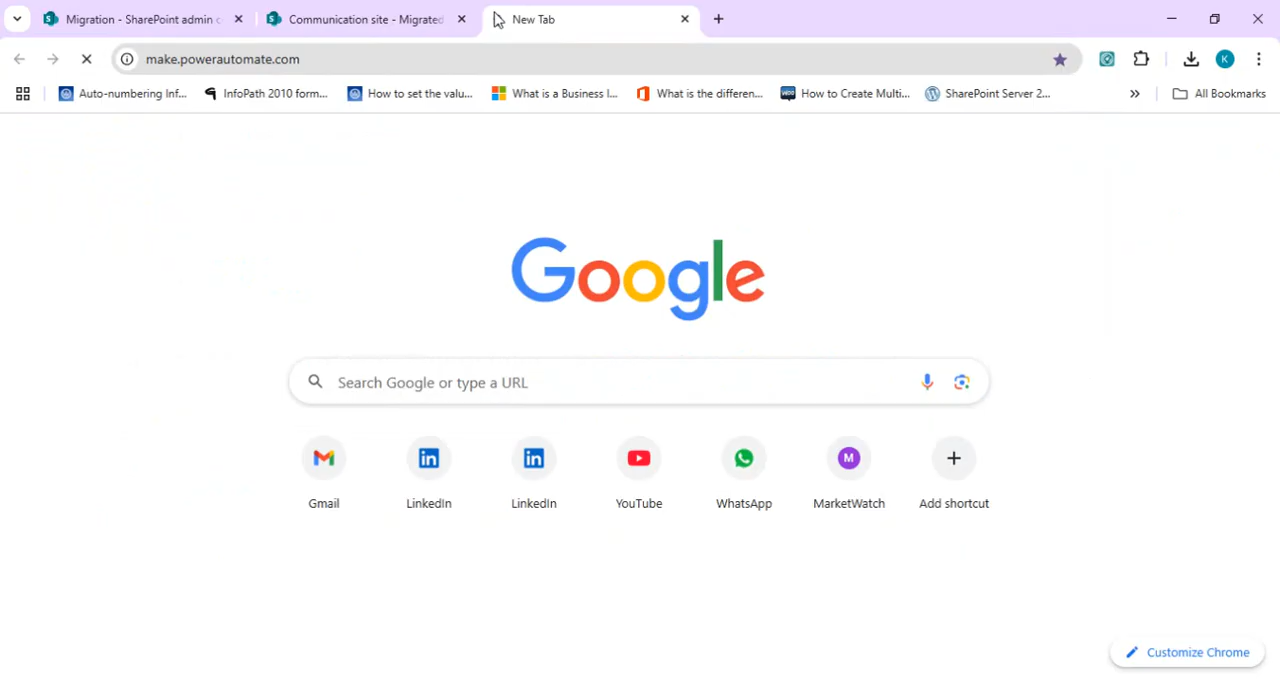 Migration - SharePoint admin c
Communication site - Migrated
New Tab
make.powerautomate.com
K
Auto-numbering Inf...
InfoPath 2010 form...
How to set the valu...
What is a Business I...
What is the differen...
How to Create Multi...
SharePoint Server 2...
All Bookmarks
Google
Search Google or type a URL
M
Gmail
LinkedIn
LinkedIn
YouTube
WhatsApp
MarketWatch
Add shortcut
Customize Chrome